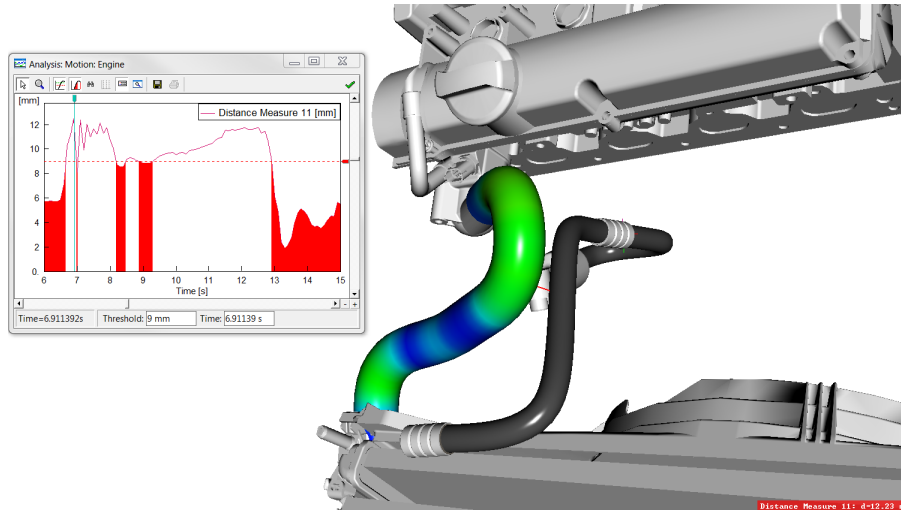 Analysis: Motion: Engine
[mm]
Distance Measure 11 [mm]
12
10
8
6
4
2
0.
6 7 8 9 10 11 12 13 14 15
Time [s]
Time=6.911392s Threshold: 9 mm Time: 6.91139 s
Distance Measure 11: d=12.23